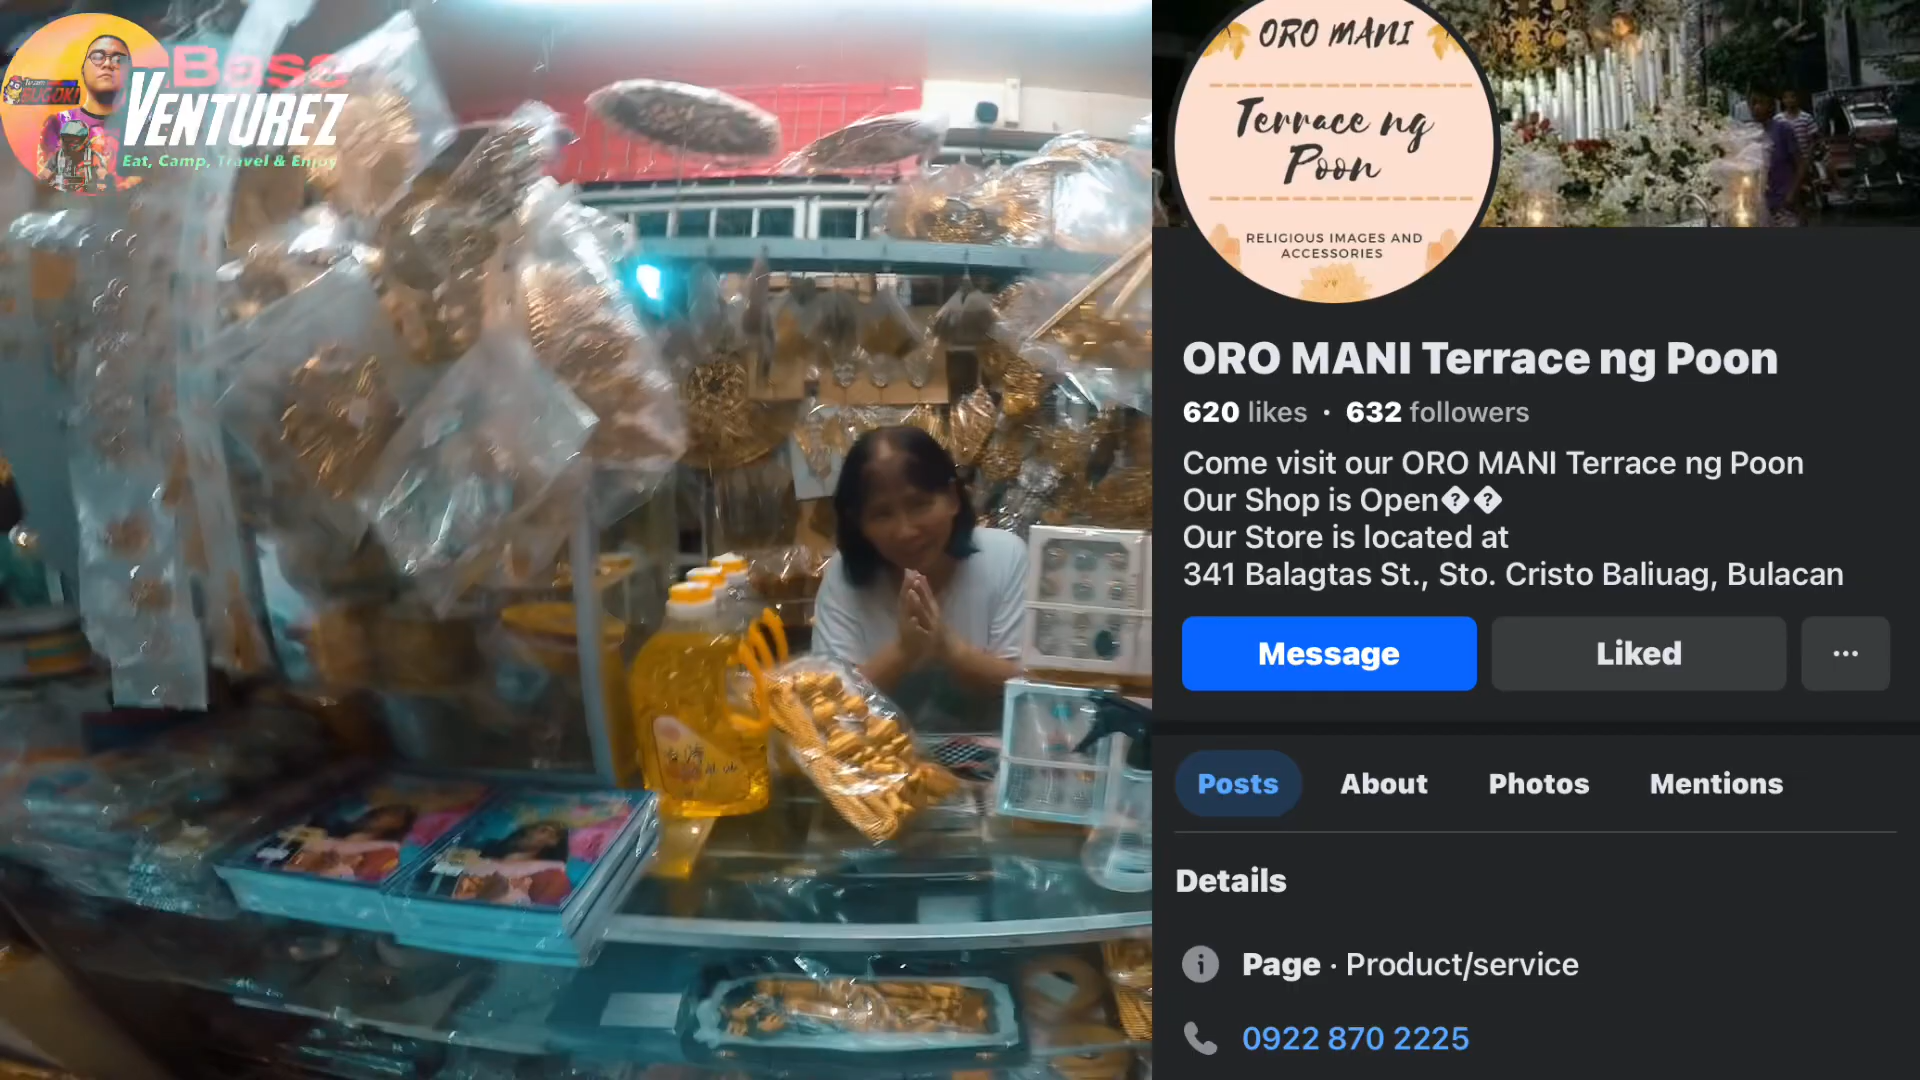 Base
VENTUREZ
Eat, Camp, Travel & Enjoy
Team
SUGOKI
ORO MANI
Terrace ng
Poon
RELIGIOUS IMAGES AND
ACCESSORIES
ORO MANI Terrace ng Poon
620 likes · 632 followers
Come visit our ORO MANI Terrace ng Poon
Our Shop is Open��
Our Store is located at
341 Balagtas St., Sto. Cristo Baliuag, Bulacan
Message
Liked
...
Posts
About
Photos
Mentions
Details
Page · Product/service
0922 870 2225